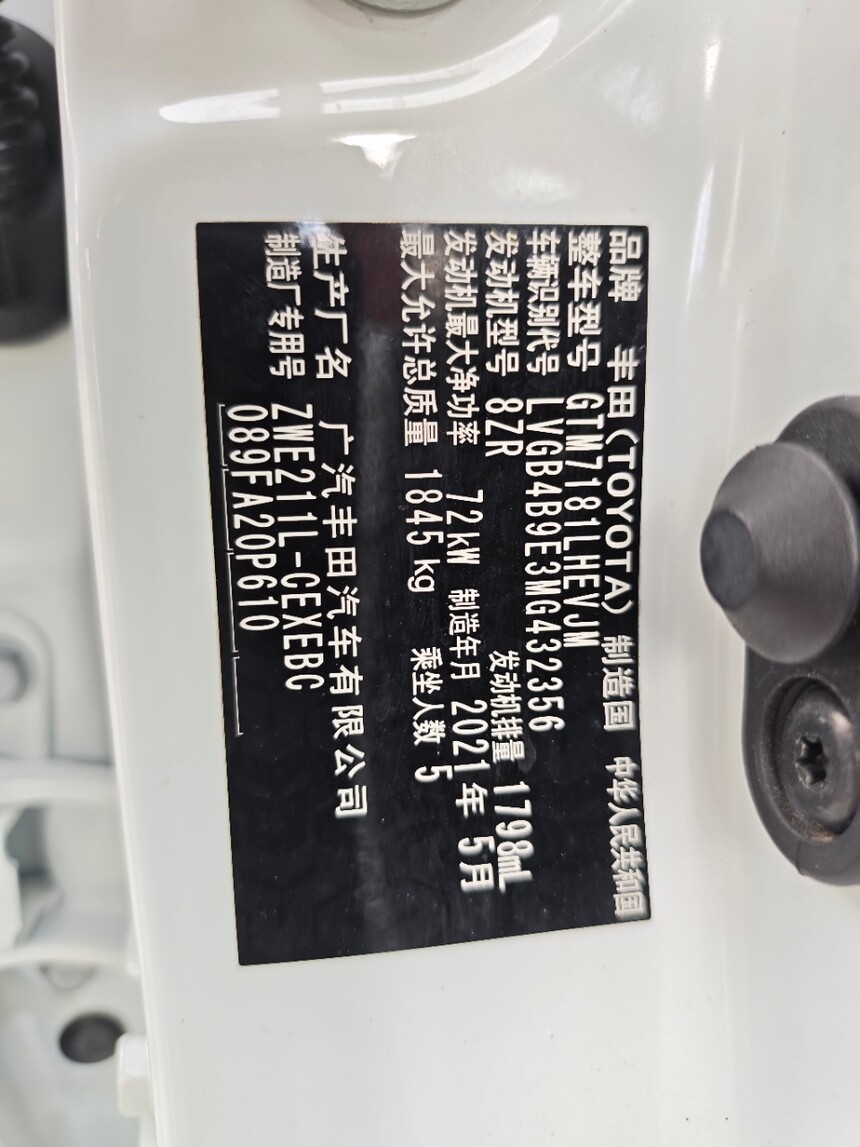 品牌 丰田(TOYOTA) 制造国 中华人民共和国
整车型号 GTM7181LHEVJM
车辆识别代号 LVGB4B9E3MG432356
发动机型号 8ZR 发动机排量 1798mL
发动机最大净功率 72kW 制造年月 2021年 5月
最大允许总质量 1845 kg 乘坐人数 5
生产厂名 广汽丰田汽车有限公司
制造厂专用号 ZWE211L-GEXEBC
089FA20P610